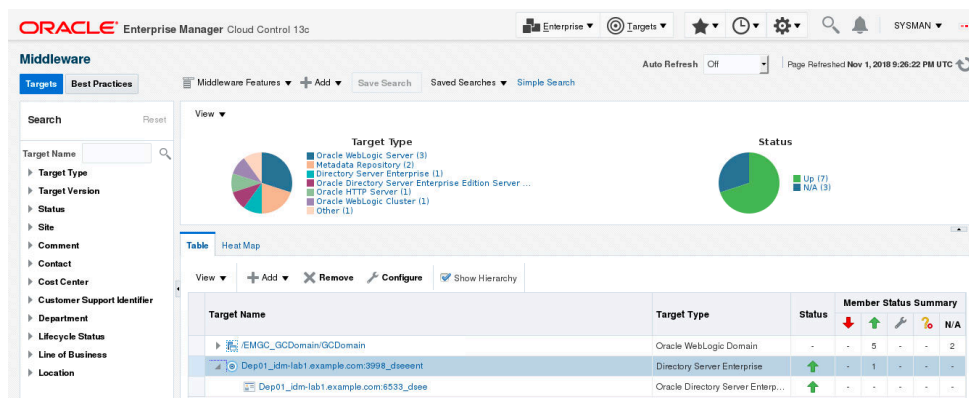 ORACLE Enterprise Manager Cloud Control 13c
Enterprise Targets SYSMAN
Middleware
Auto Refresh Off Page Refreshed Nov 1, 2018 9:26:22 PM UTC
Targets Best Practices
Middleware Features Add Save Search Saved Searches Simple Search
Search Reset
Target Name
Target Type
Target Version
Status
Site
Comment
Contact
Cost Center
Customer Support Identifier
Department
Lifecycle Status
Line of Business
Location
View
Target Type
Oracle WebLogic Server (3)
Metadata Repository (2)
Directory Server Enterprise (1)
Oracle Directory Server Enterprise Edition Server ...
Oracle HTTP Server (1)
Oracle WebLogic Cluster (1)
Other (1)
Status
Up (7)
N/A (3)
Table Heat Map
View Add Remove Configure Show Hierarchy
Target Name Target Type Status Member Status Summary
N/A
/EMGC_GCDomain/GCDomain Oracle WebLogic Domain - - 5 - - 2
Dep01_idm-lab1.example.com:3998_dseeent Directory Server Enterprise - 1 - - -
Dep01_idm-lab1.example.com:6533_dsee Oracle Directory Server Enterp... - - - - -